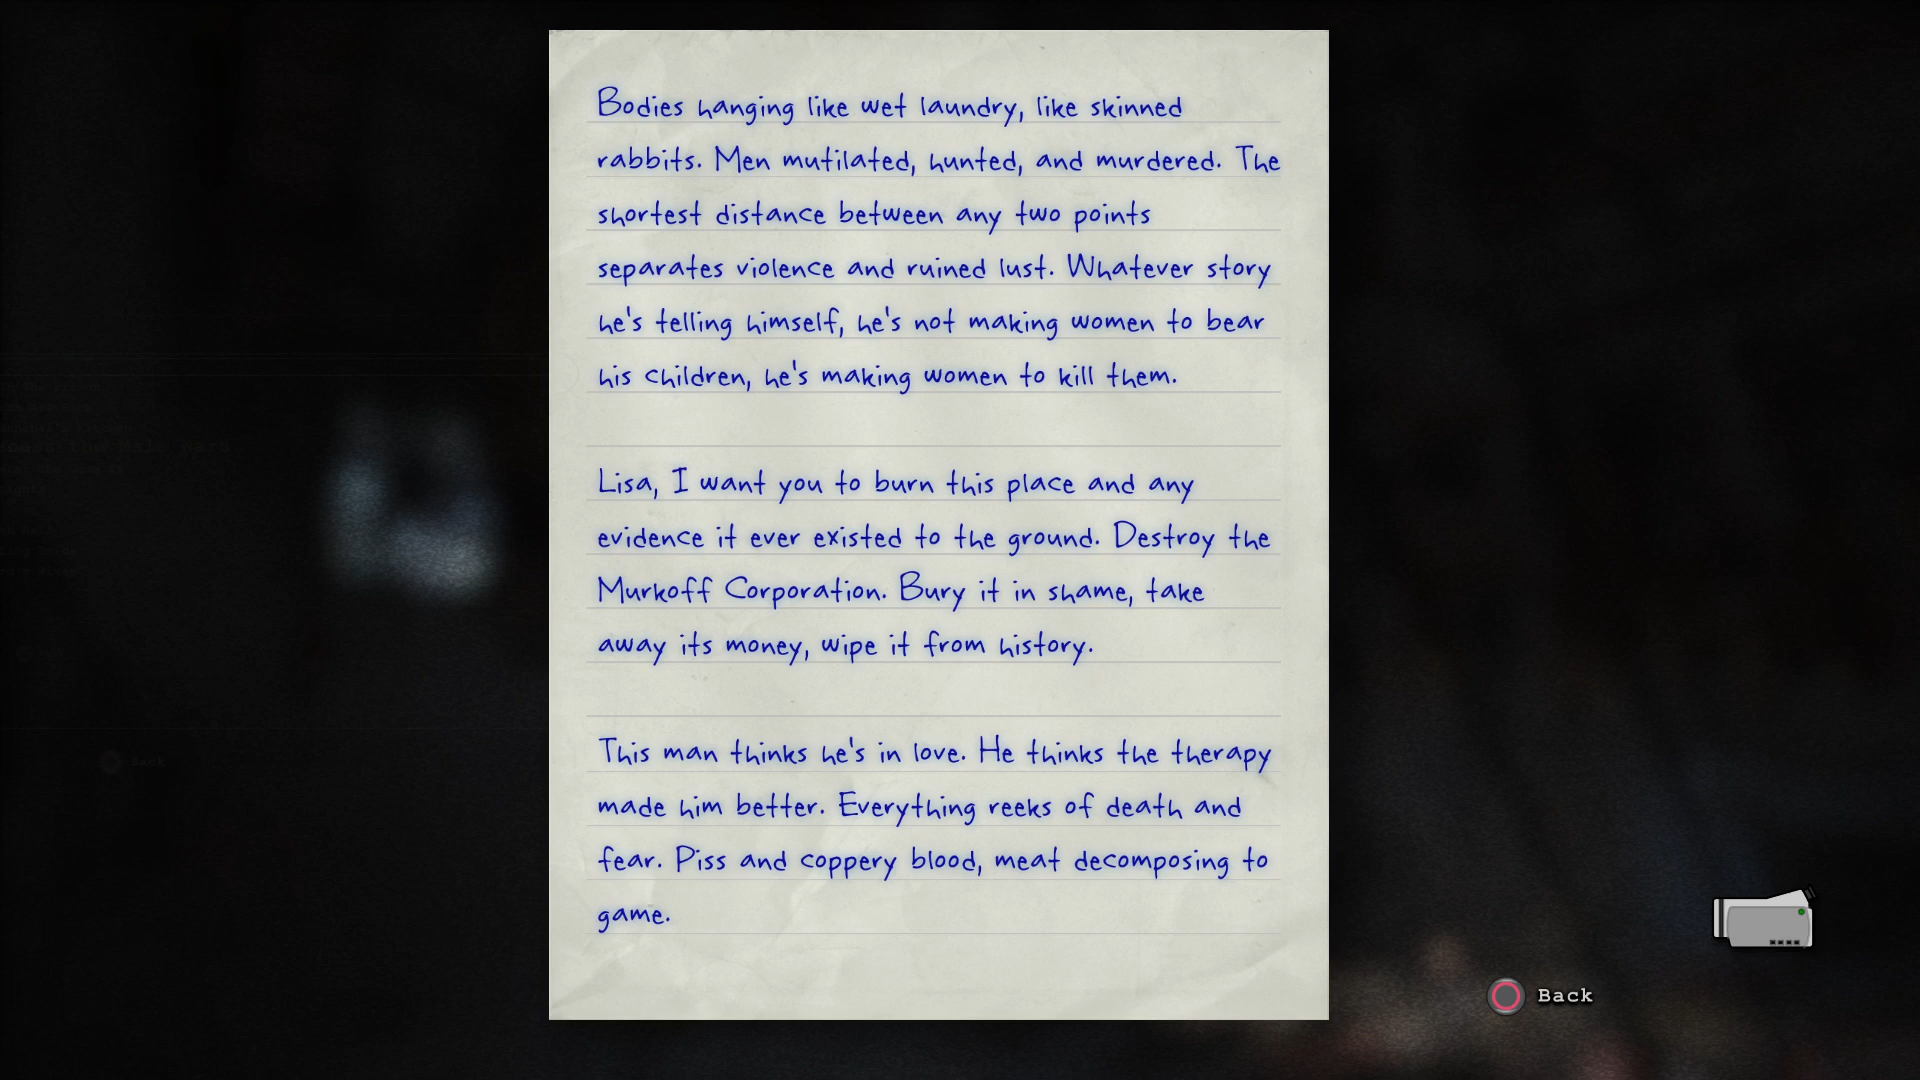 Bodies hanging like wet laundry, like skinned
rabbits. Men mutilated, hunted, and murdered. The
shortest distance between any two points
separates violence and ruined lust. Whatever story
he's telling himself, he's not making women to bear
his children, he's making women to kill them.
Lisa, I want you to burn this place and any
evidence it ever existed to the ground. Destroy the
Murkoff Corporation. Bury it in shame, take
away its money, wipe it from history.
This man thinks he's in love. He thinks the therapy
made him better. Everything reeks of death and
fear. Piss and coppery blood, meat decomposing to
game.
Back